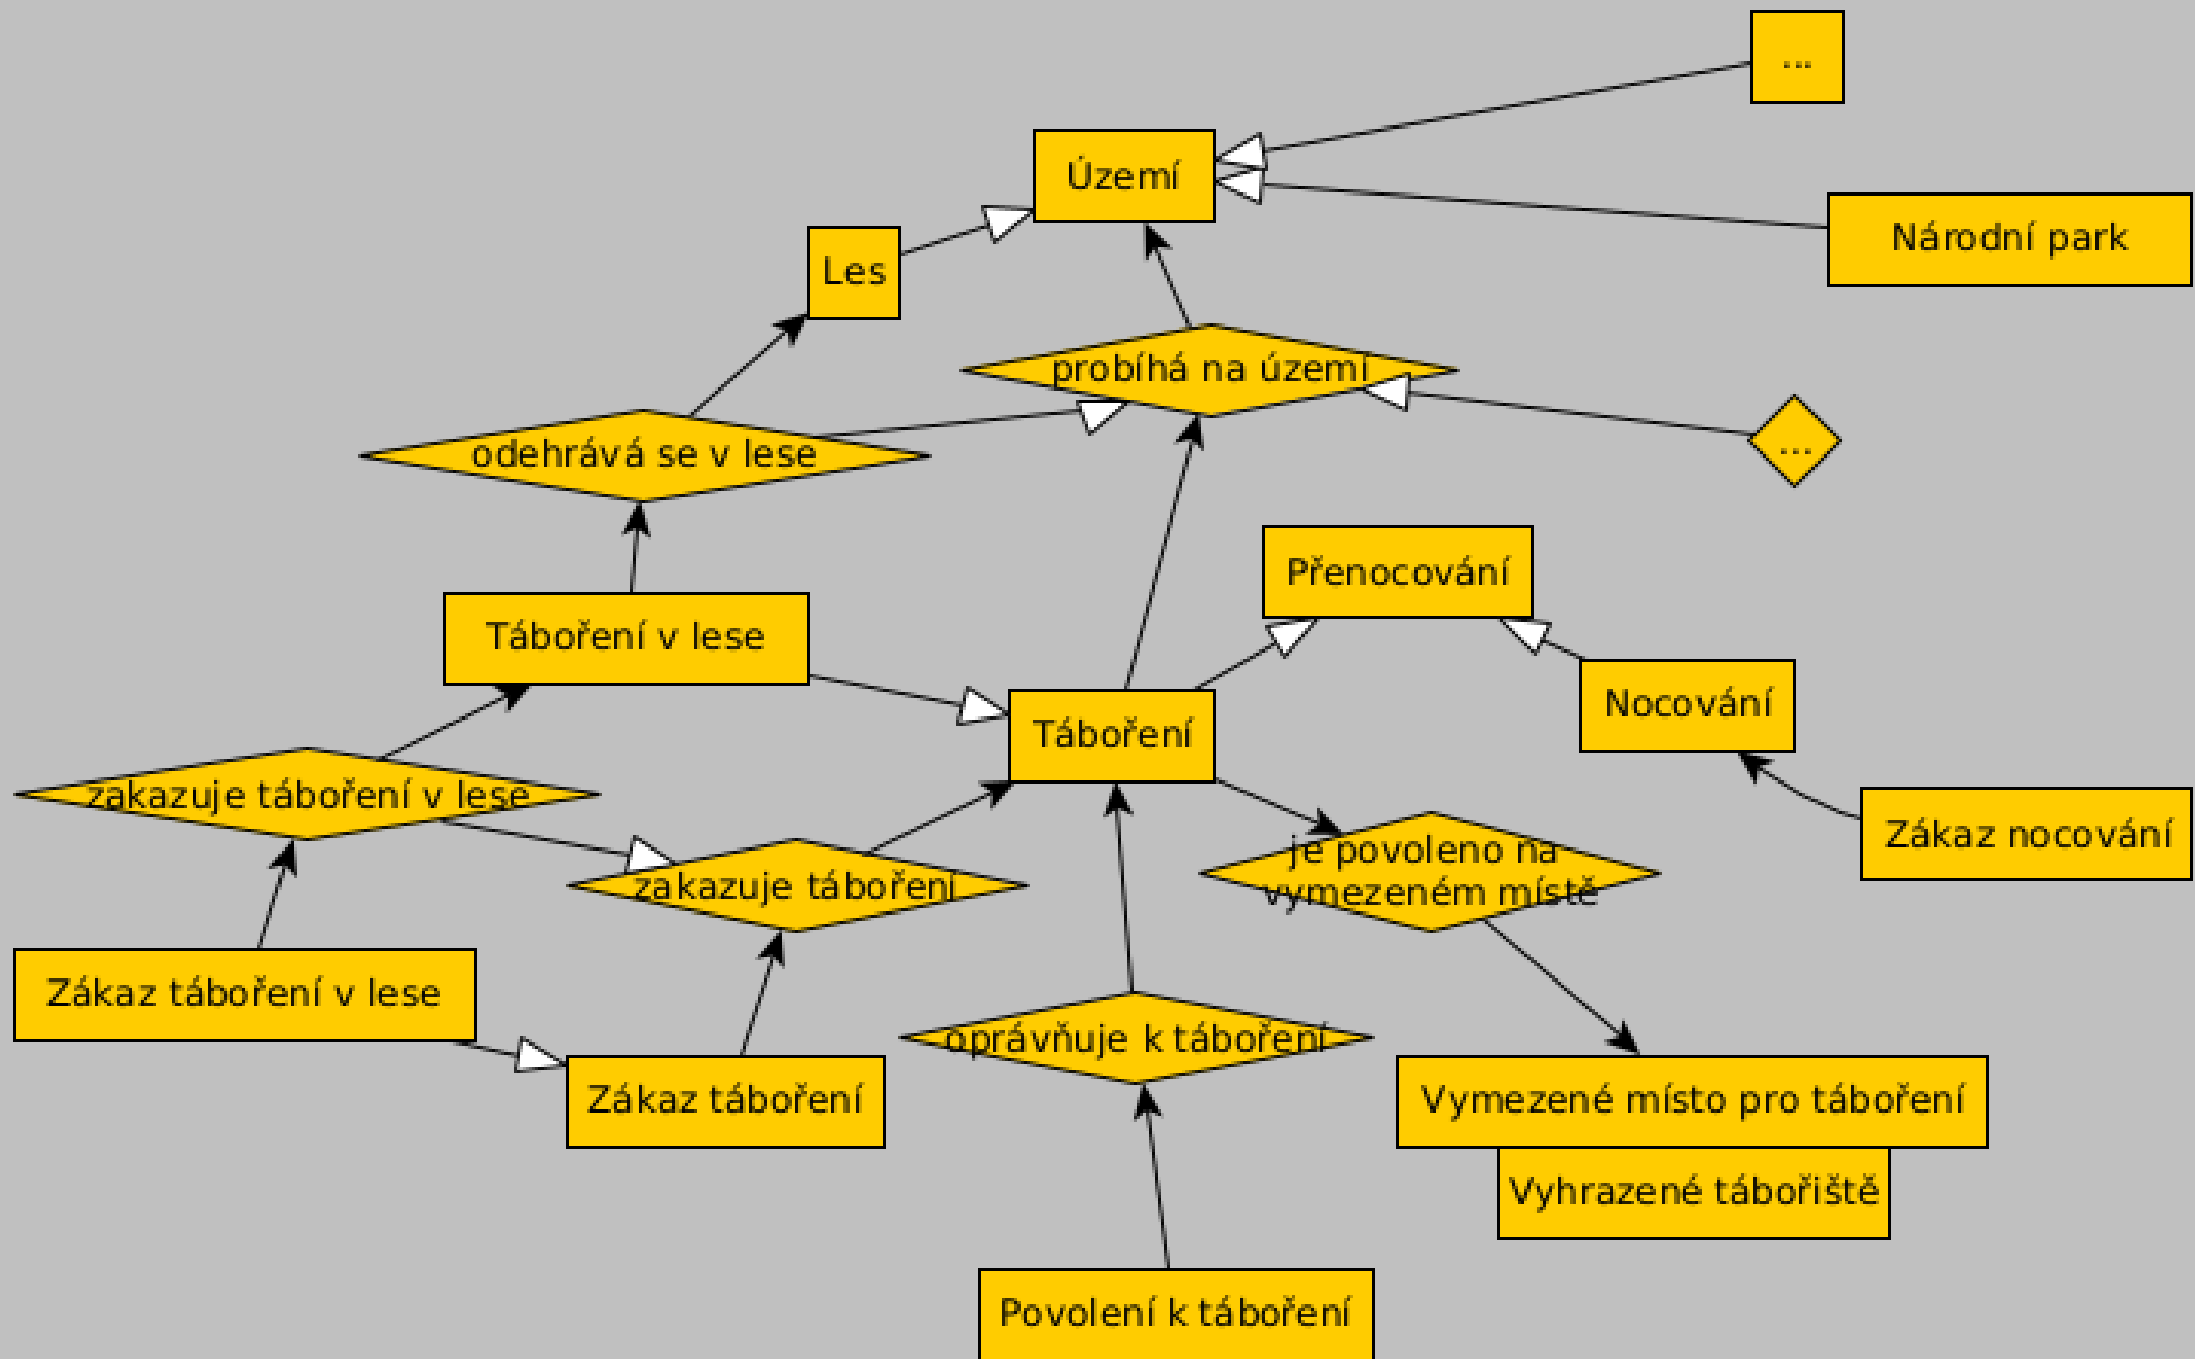 ...
Území
Národní park
Les
probíhá na území
odehrává se v lese
...
Přenocování
Táboření v lese
Nocování
Táboření
zakazuje táboření v lese
Zákaz nocování
je povoleno na
vymezeném místě
zakazuje táboření
Zákaz táboření v lese
opravňuje k táboření
Zákaz táboření
Vymezené místo pro táboření
Vyhrazené tábořiště
Povolení k táboření